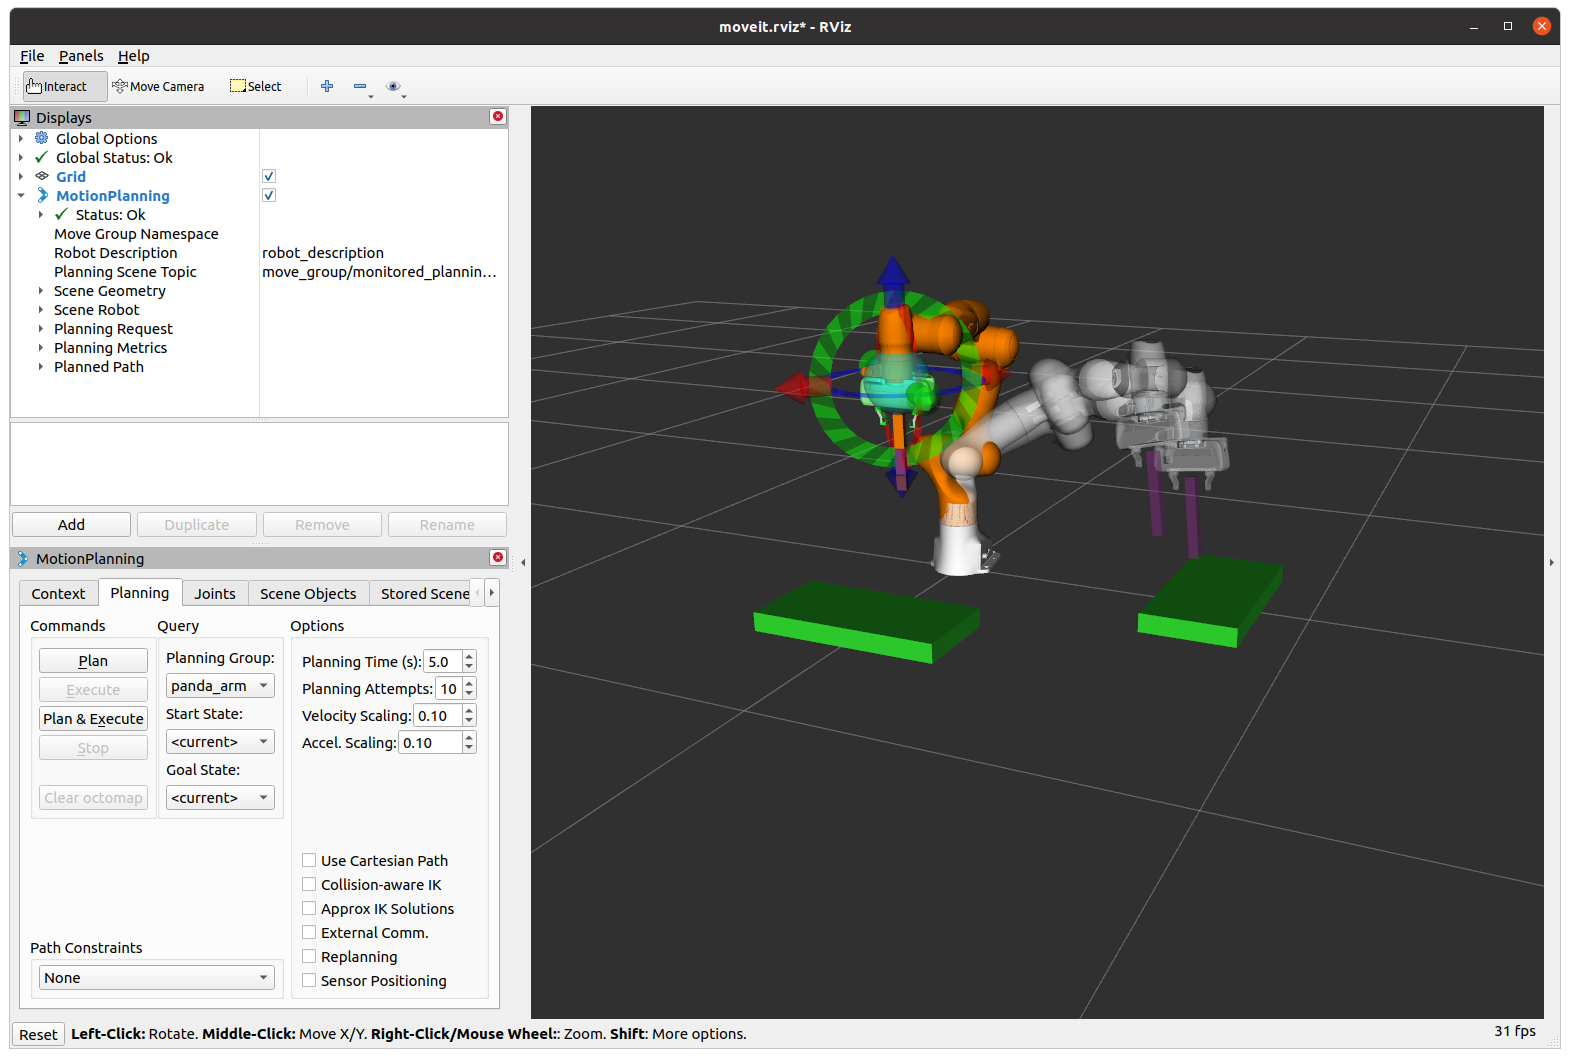 moveit.rviz* - RViz
File Panels Help
Interact Move Camera Select
Displays
Global Options
Global Status: Ok
Grid
MotionPlanning
Status: Ok
Move Group Namespace
Robot Description robot_description
Planning Scene Topic move_group/monitored_plannin...
Scene Geometry
Scene Robot
Planning Request
Planning Metrics
Planned Path
Add Duplicate Remove Rename
MotionPlanning
Context Planning Joints Scene Objects Stored Scene
Commands Query Options
Plan
Execute
Plan & Execute
Stop
Clear octomap
Planning Group:
panda_arm
Start State:
<current>
Goal State:
<current>
Planning Time (s): 5.0
Planning Attempts: 10
Velocity Scaling: 0.10
Accel. Scaling: 0.10
Use Cartesian Path
Collision-aware IK
Approx IK Solutions
External Comm.
Replanning
Sensor Positioning
Path Constraints
None
Reset Left-Click: Rotate. Middle-Click: Move X/Y. Right-Click/Mouse Wheel:: Zoom. Shift: More options. 31 fps